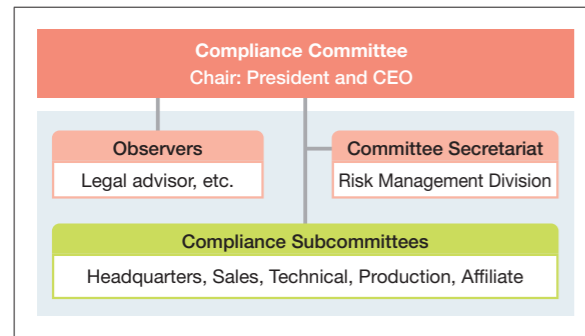 Compliance Committee
Chair: President and CEO
Observers
Legal advisor, etc.
Committee Secretariat
Risk Management Division
Compliance Subcommittees
Headquarters, Sales, Technical, Production, Affiliate